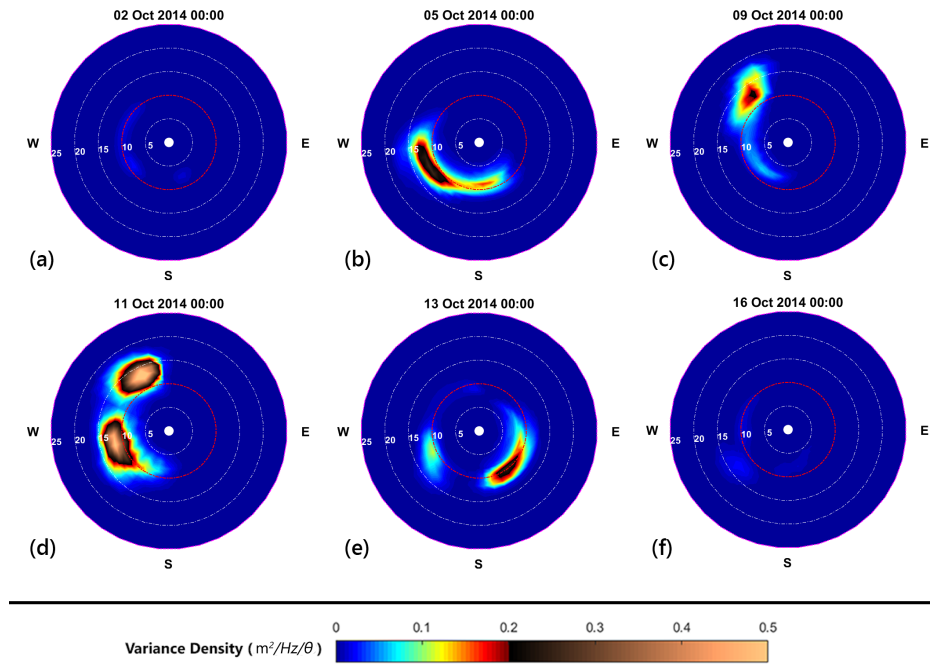 02 Oct 2014 00:00
05 Oct 2014 00:00
09 Oct 2014 00:00
W 25 20 15 10 5 E
W 25 20 15 10 5 E
W 25 20 15 10 5 E
(a)
(b)
(c)
S
S
S
11 Oct 2014 00:00
13 Oct 2014 00:00
16 Oct 2014 00:00
W 25 20 15 10 5 E
W 25 20 15 10 5 E
W 25 20 15 10 5 E
(d)
(e)
(f)
S
S
S
0 0.1 0.2 0.3 0.4 0.5
Variance Density (m²/Hz/θ)